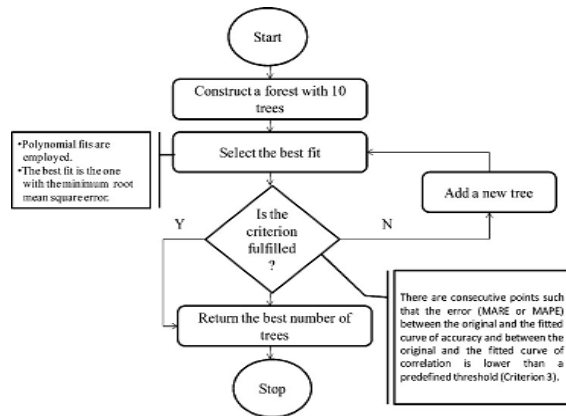 Start
Construct a forest with 10
trees
•Polynomial fits are
employed.
•The best fit is the one
with the minimum root
mean square error.
Select the best fit
Add a new tree
Y
Is the
criterion
fulfilled
?
N
There are consecutive points such
that the error (MARE or MAPE)
between the original and the fitted
curve of accuracy and between the
original and the fitted curve of
correlation is lower than a
predefined threshold (Criterion 3).
Return the best number of
trees
Stop